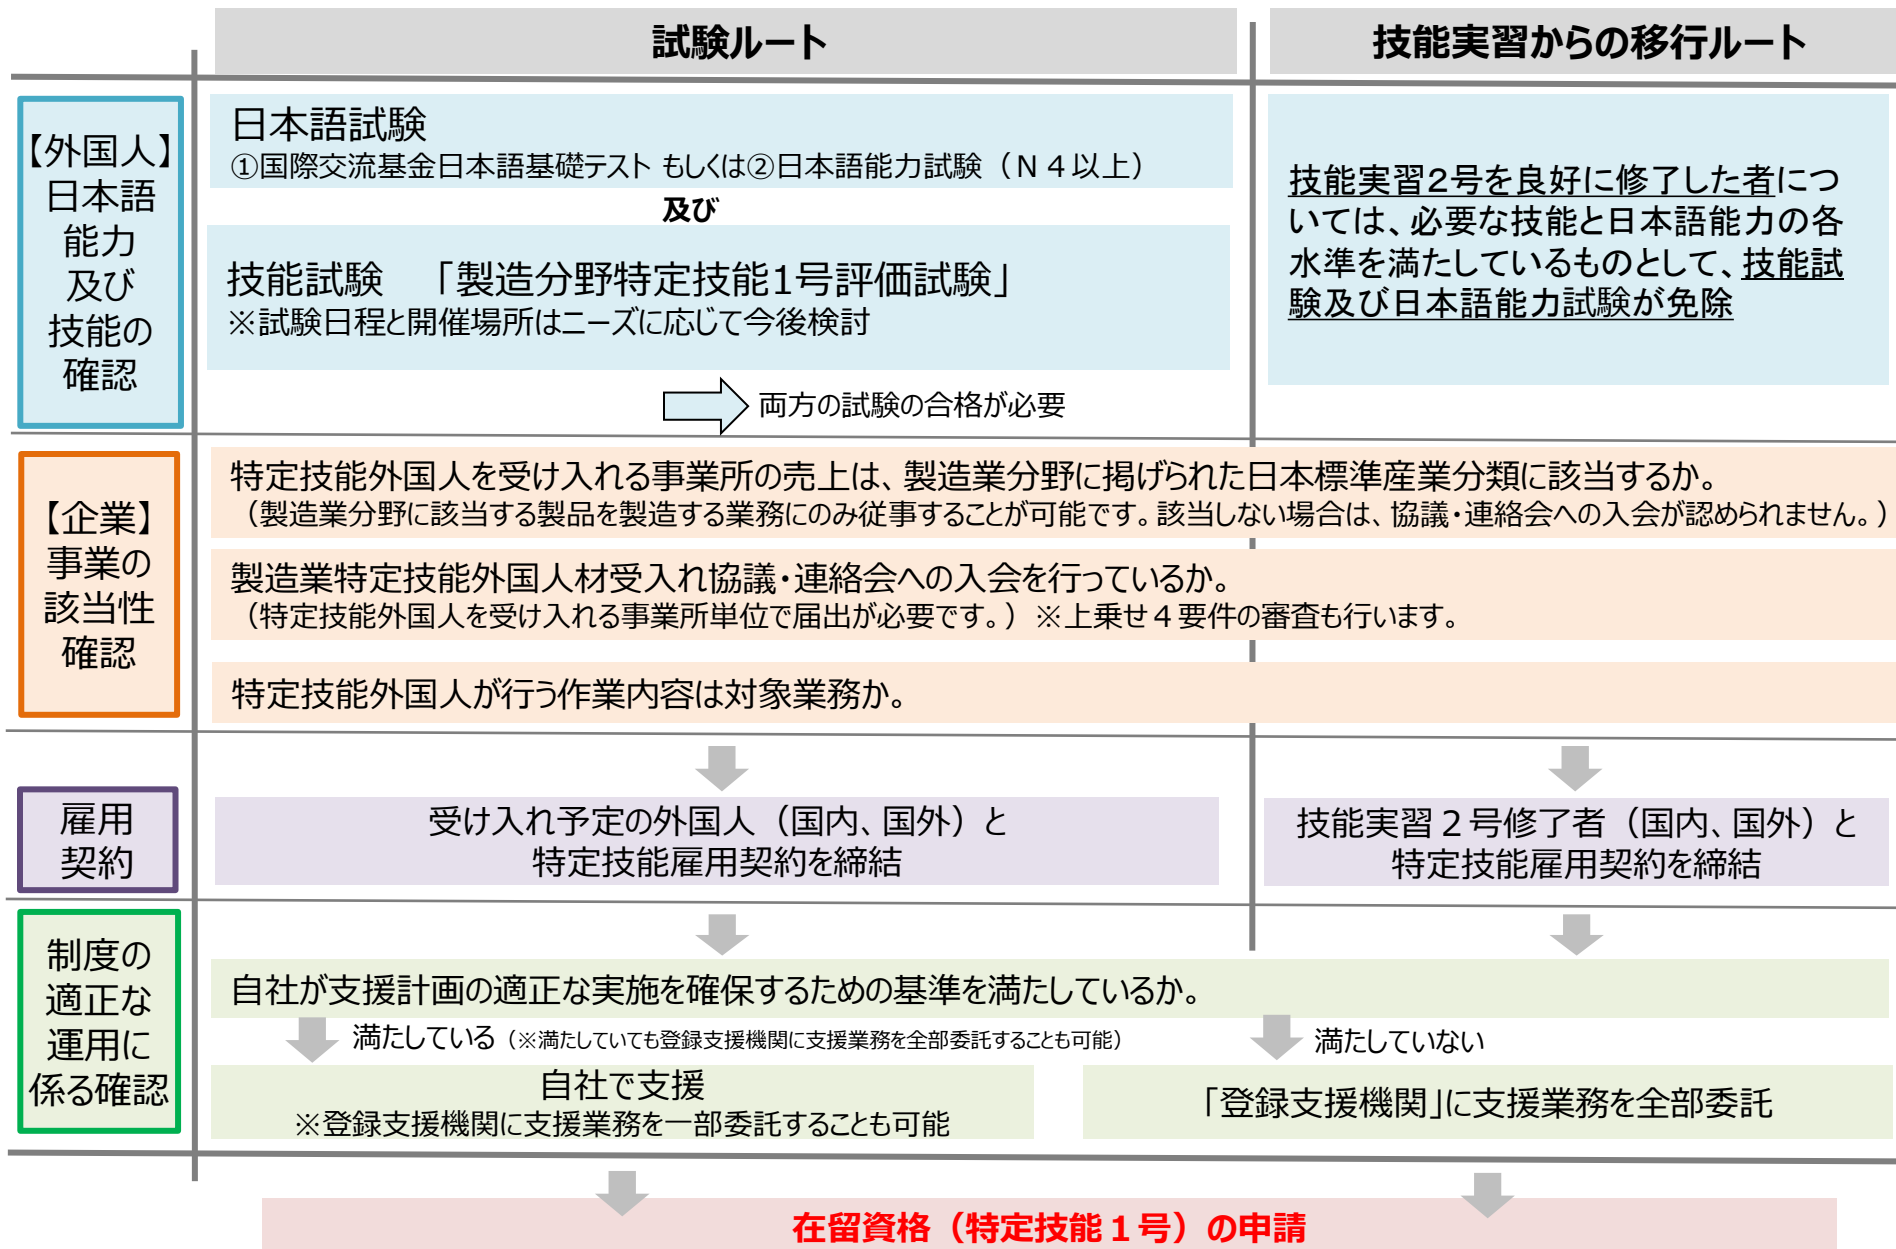 試験ルート
技能実習からの移行ルート
【外国人】
日本語
能力
及び
技能の
確認
日本語試験
①国際交流基金日本語基礎テスト もしくは②日本語能力試験（N４以上）
及び
技能試験　「製造分野特定技能1号評価試験」
※試験日程と開催場所はニーズに応じて今後検討
両方の試験の合格が必要
技能実習2号を良好に修了した者につ
いては、必要な技能と日本語能力の各
水準を満たしているものとして、技能試
験及び日本語能力試験が免除
【企業】
事業の
該当性
確認
特定技能外国人を受け入れる事業所の売上は、製造業分野に掲げられた日本標準産業分類に該当するか。
（製造業分野に該当する製品を製造する業務にのみ従事することが可能です。該当しない場合は、協議・連絡会への入会が認められません。）
製造業特定技能外国人材受入れ協議・連絡会への入会を行っているか。
（特定技能外国人を受け入れる事業所単位で届出が必要です。）※上乗せ４要件の審査も行います。
特定技能外国人が行う作業内容は対象業務か。
雇用
契約
受け入れ予定の外国人（国内、国外）と
特定技能雇用契約を締結
技能実習２号修了者（国内、国外）と
特定技能雇用契約を締結
制度の
適正な
運用に
係る確認
自社が支援計画の適正な実施を確保するための基準を満たしているか。
満たしている（※満たしていても登録支援機関に支援業務を全部委託することも可能）
満たしていない
自社で支援
※登録支援機関に支援業務を一部委託することも可能
「登録支援機関」に支援業務を全部委託
在留資格（特定技能１号）の申請